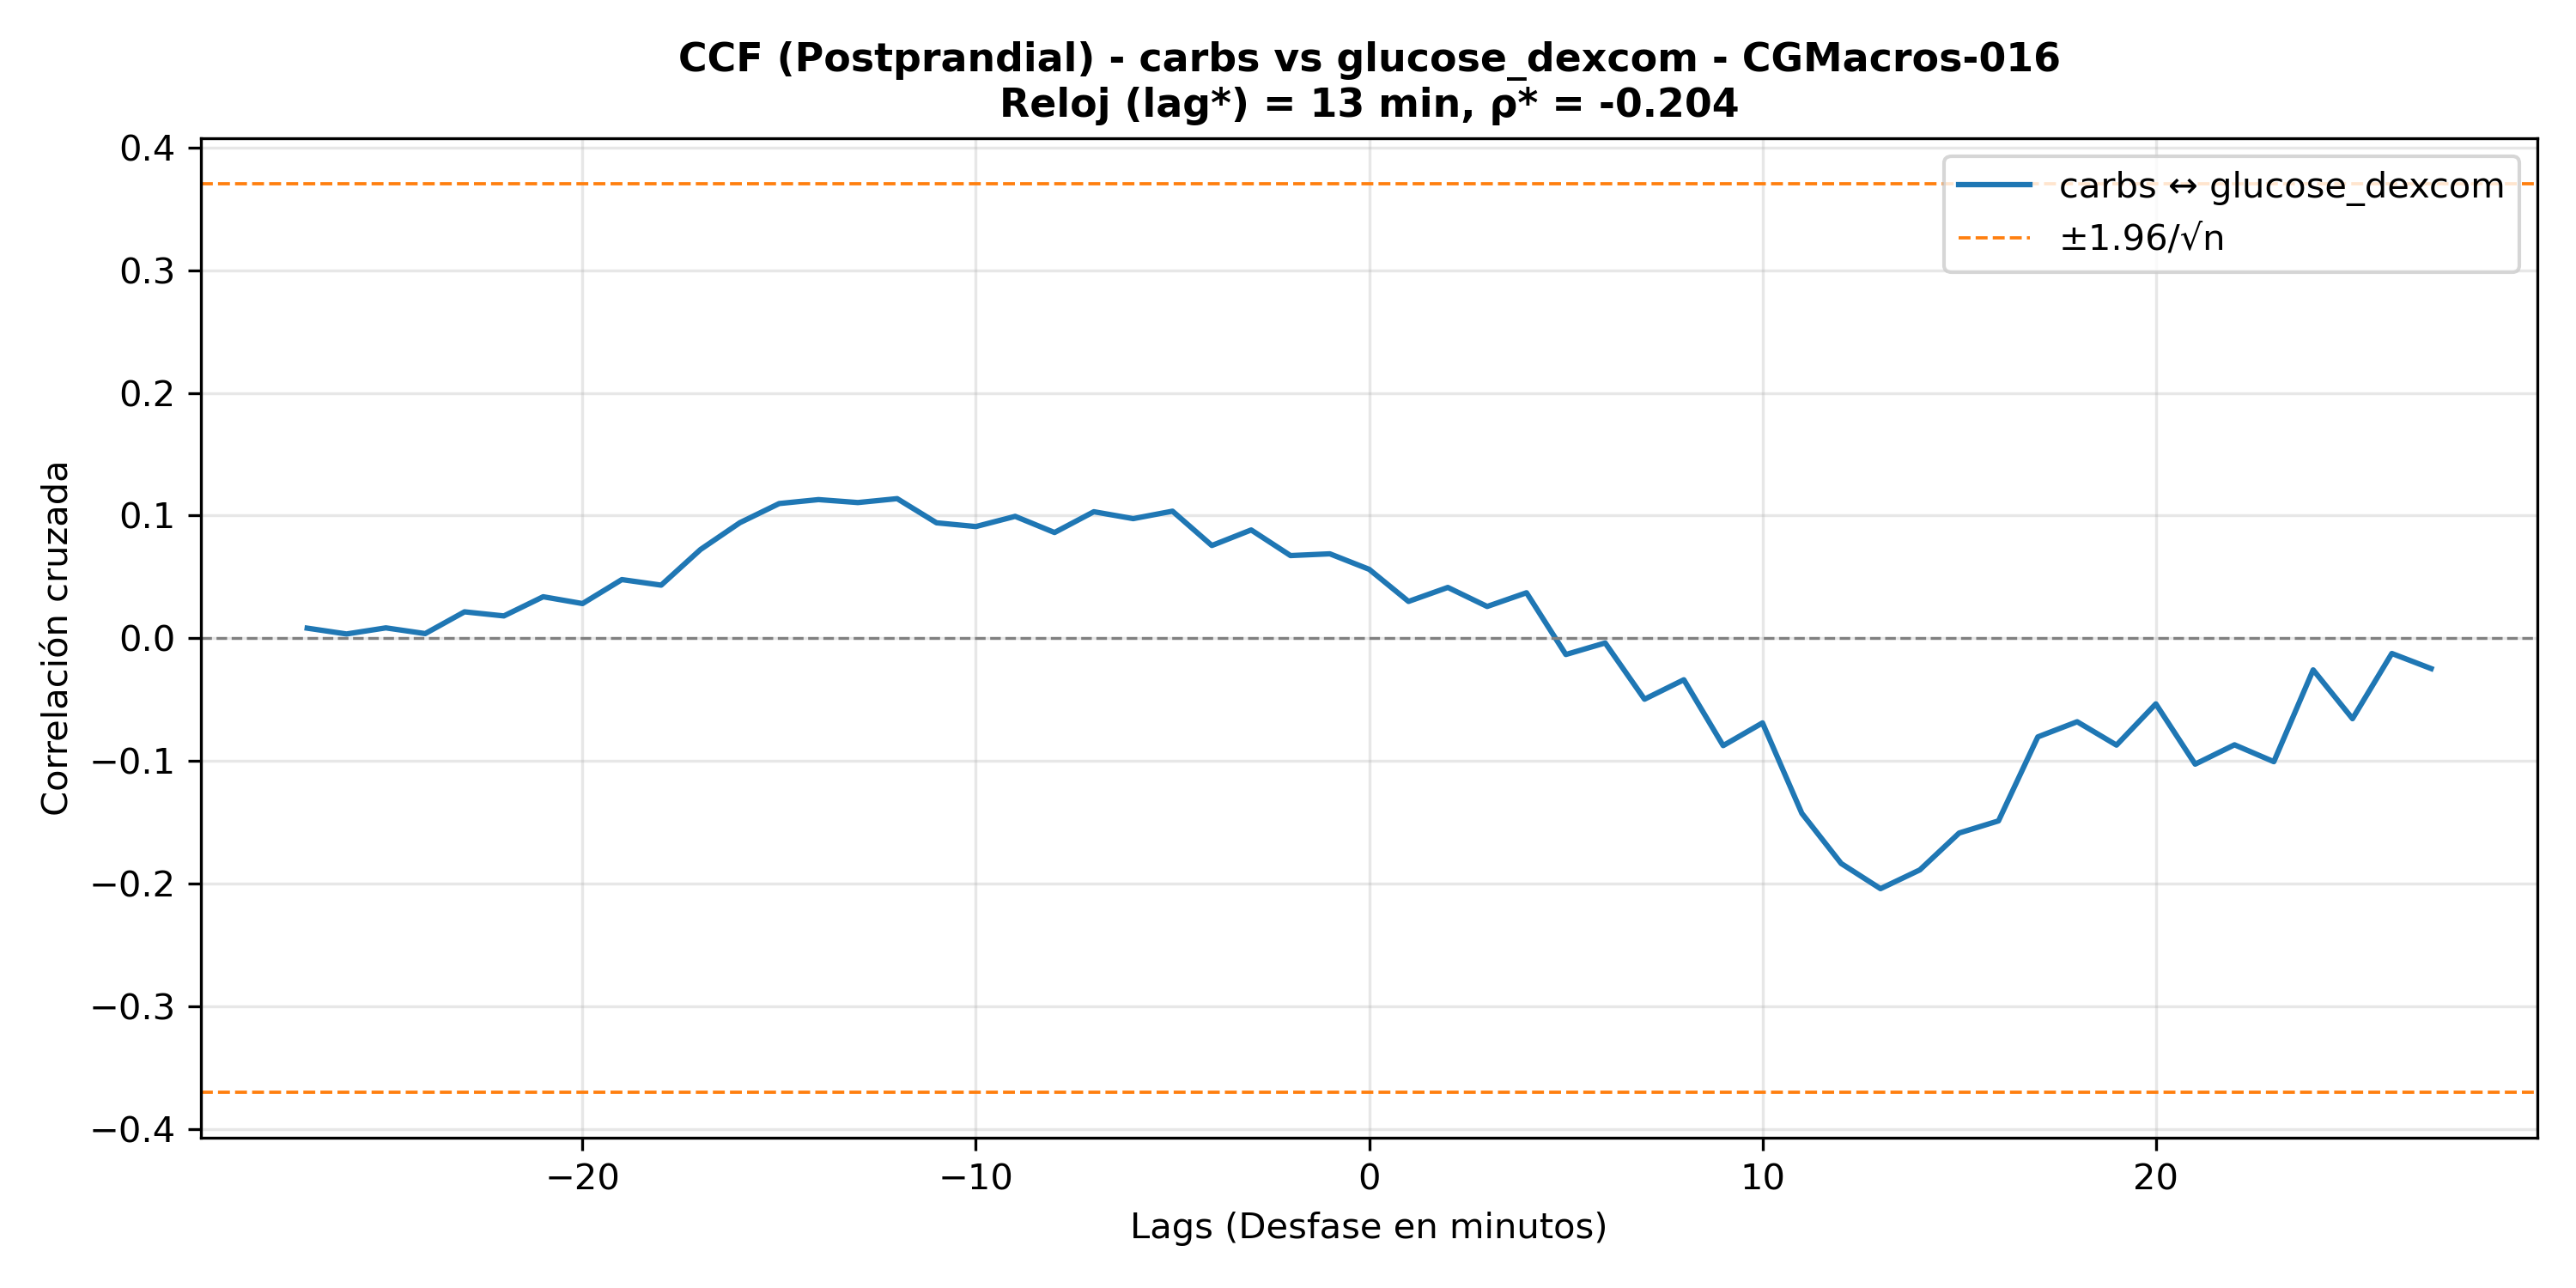 CCF (Postprandial) - carbs vs glucose_dexcom - CGMacros-016
Reloj (lag*) = 13 min, ρ* = -0.204
carbs ↔ glucose_dexcom
±1.96/√n
0.4
0.3
0.2
0.1
0.0
−0.1
−0.2
−0.3
−0.4
Correlación cruzada
−20
−10
0
10
20
Lags (Desfase en minutos)